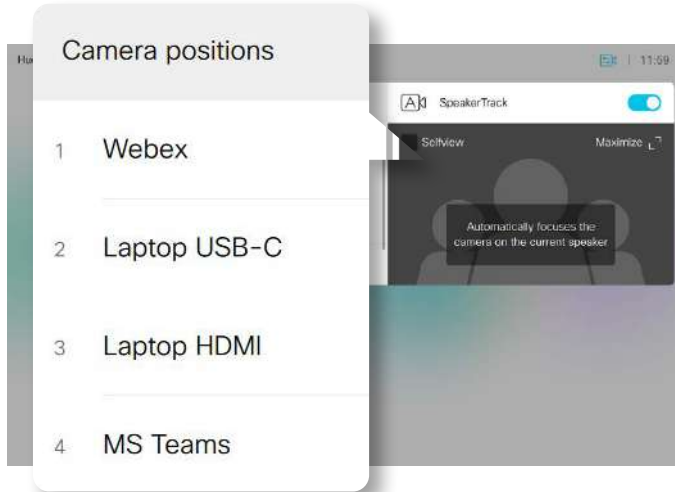 Camera positions
11:59
SpeakerTrack
1 Webex
Selfview
Maximize
2 Laptop USB-C
Automatically focuses the
camera on the current speaker
3 Laptop HDMI
4 MS Teams